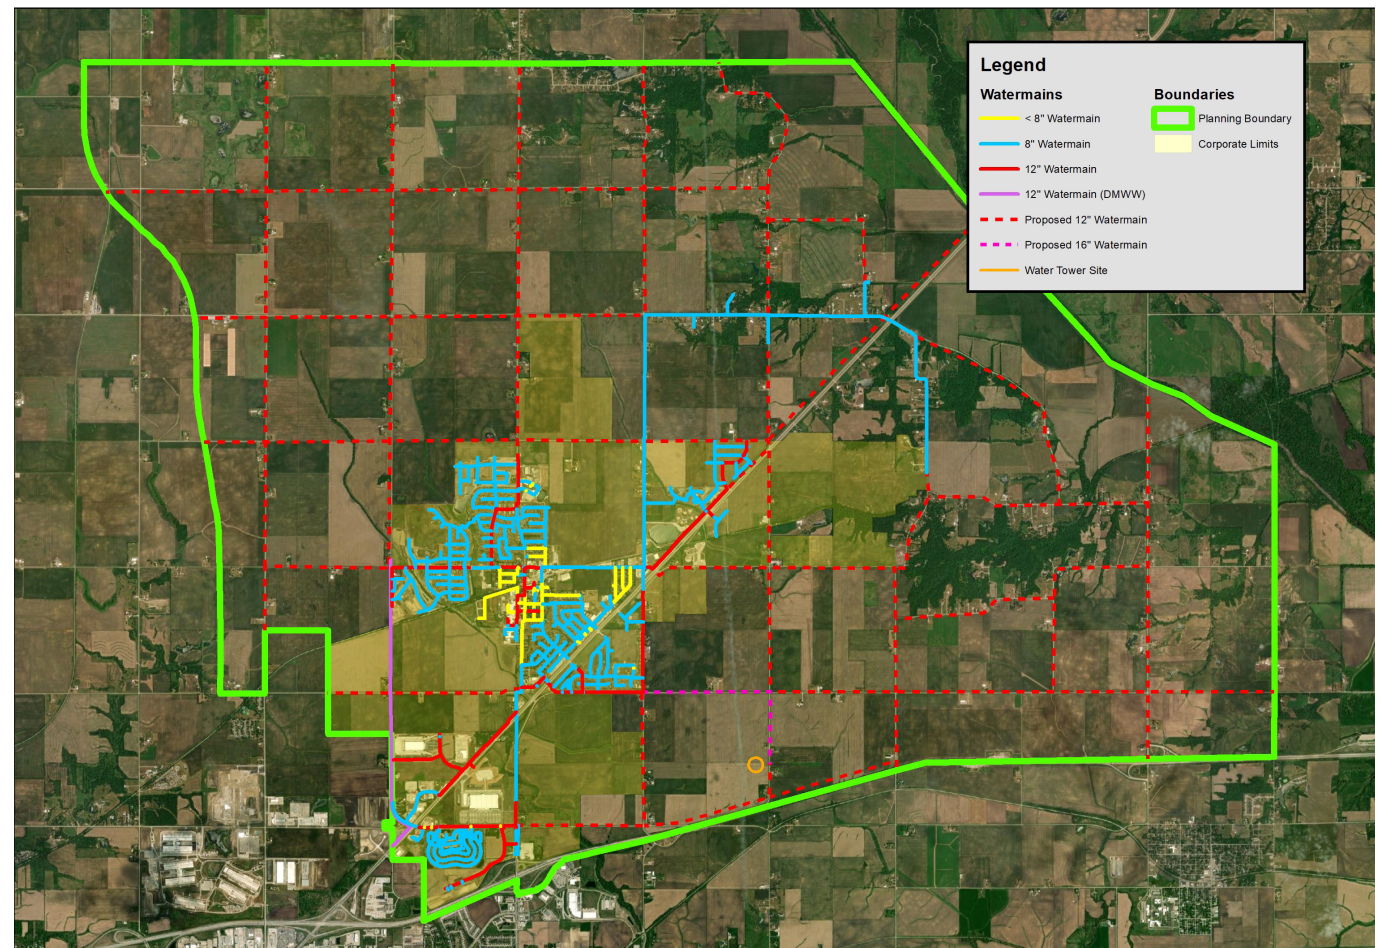 Legend
Watermains
Boundaries
< 8" Watermain
Planning Boundary
8" Watermain
Corporate Limits
12" Watermain
12" Watermain (DMWW)
Proposed 12" Watermain
Proposed 16" Watermain
Water Tower Site